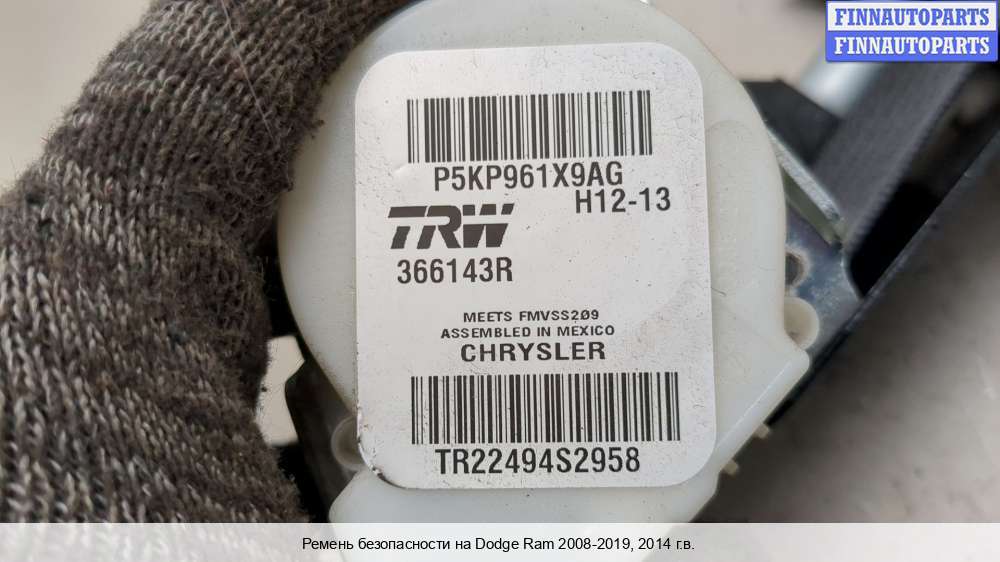 FINNAUTOPARTS
FINNAUTOPARTS
P5KP961X9AG
H12-13
TRW
366143R
MEETS FMVSS209
ASSEMBLED IN MEXICO
CHRYSLER
TR22494S2958
Ремень безопасности на Dodge Ram 2008-2019, 2014 г.в.